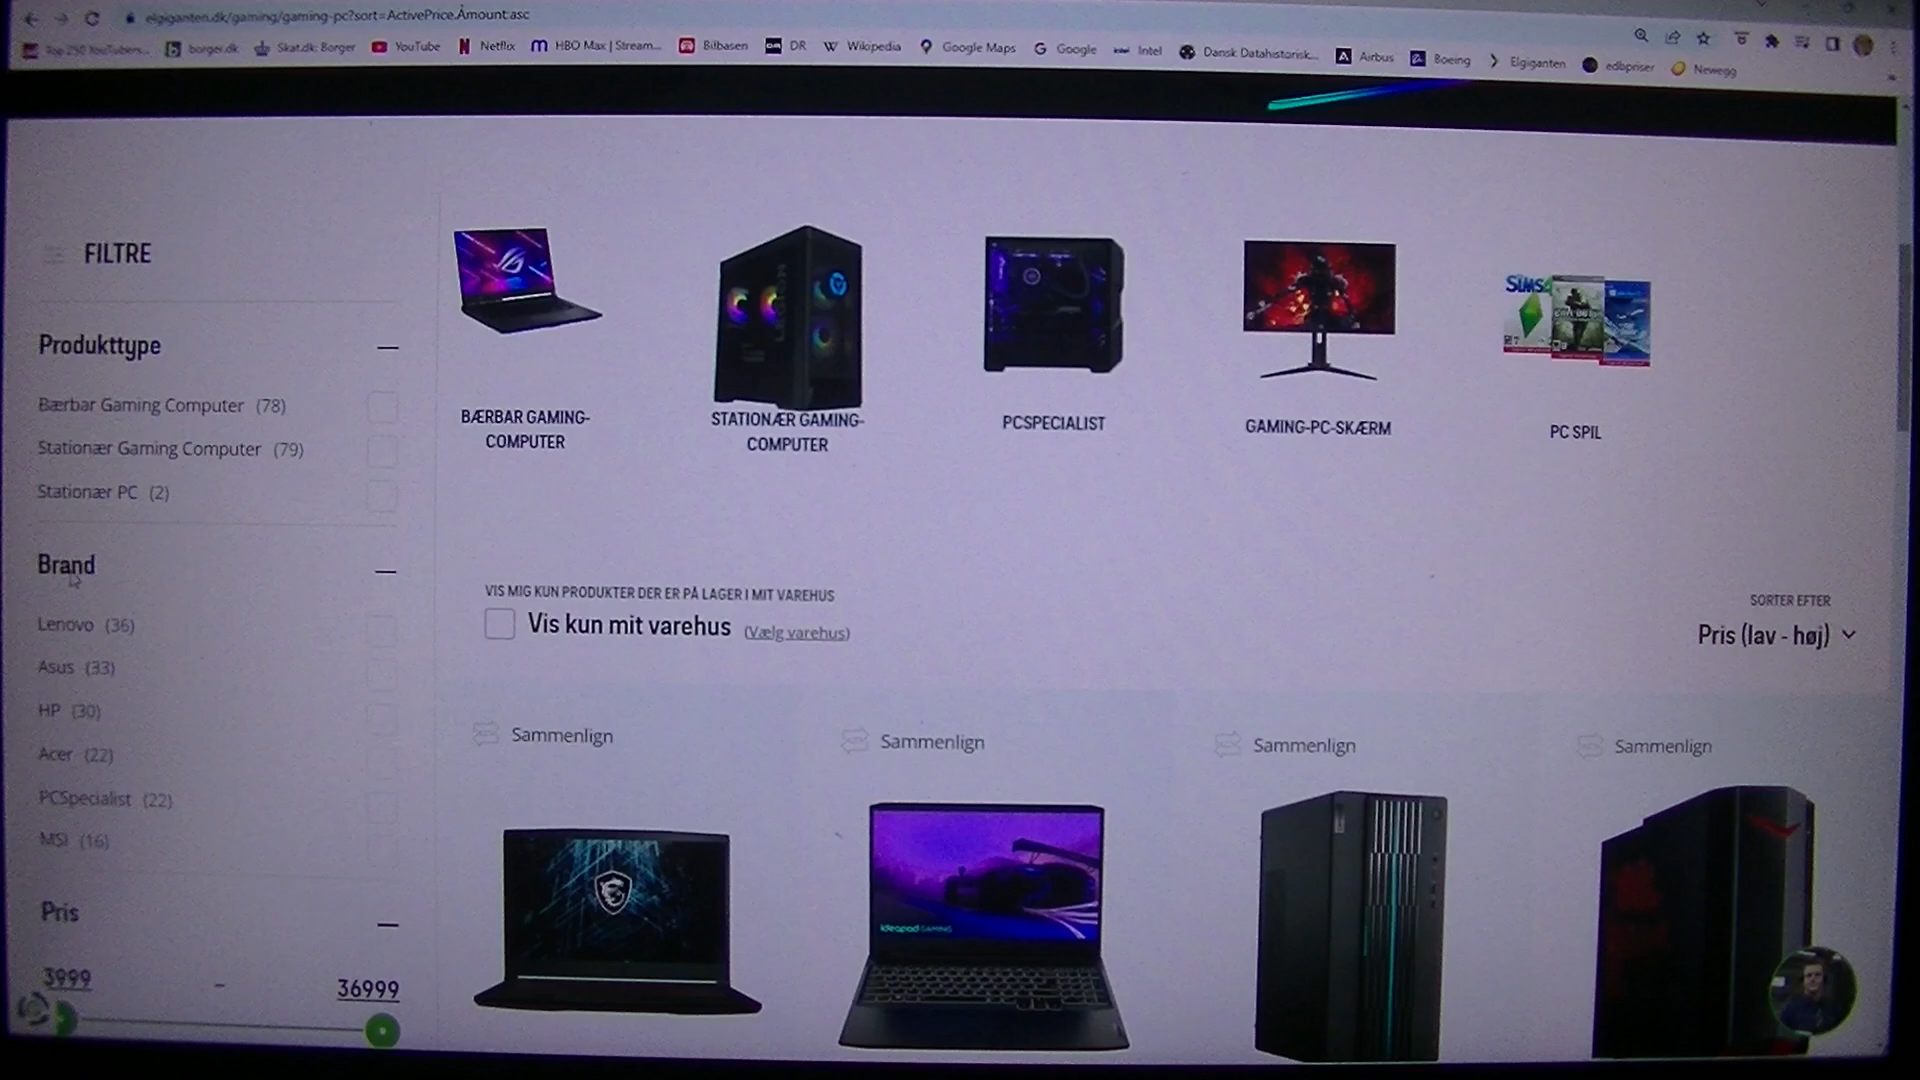 elgiganten.dk/gaming/gaming-pc?sort=ActivePrice.Amount:asc
Top 250 YouTubers... borger.dk Skat.dk: Borger YouTube Netflix HBO Max | Stream... Bilbasen DR Wikipedia Google Maps Google Intel Dansk Datahistorisk... Airbus Boeing Elgiganten edbpriser Newegg
FILTRE
Produkttype
Bærbar Gaming Computer (78)
Stationær Gaming Computer (79)
Stationær PC (2)
Brand
Lenovo (36)
Asus (33)
HP (30)
Acer (22)
PCSpecialist (22)
MSI (16)
Pris
3999 – 36999
BÆRBAR GAMING-
COMPUTER
STATIONÆR GAMING-
COMPUTER
PCSPECIALIST
GAMING-PC-SKÆRM
SIMS
PC SPIL
VIS MIG KUN PRODUKTER DER ER PÅ LAGER I MIT VAREHUS
Vis kun mit varehus (Vælg varehus)
SORTER EFTER
Pris (lav - høj)
Sammenlign
Sammenlign
Sammenlign
Sammenlign
ideapad GAMING